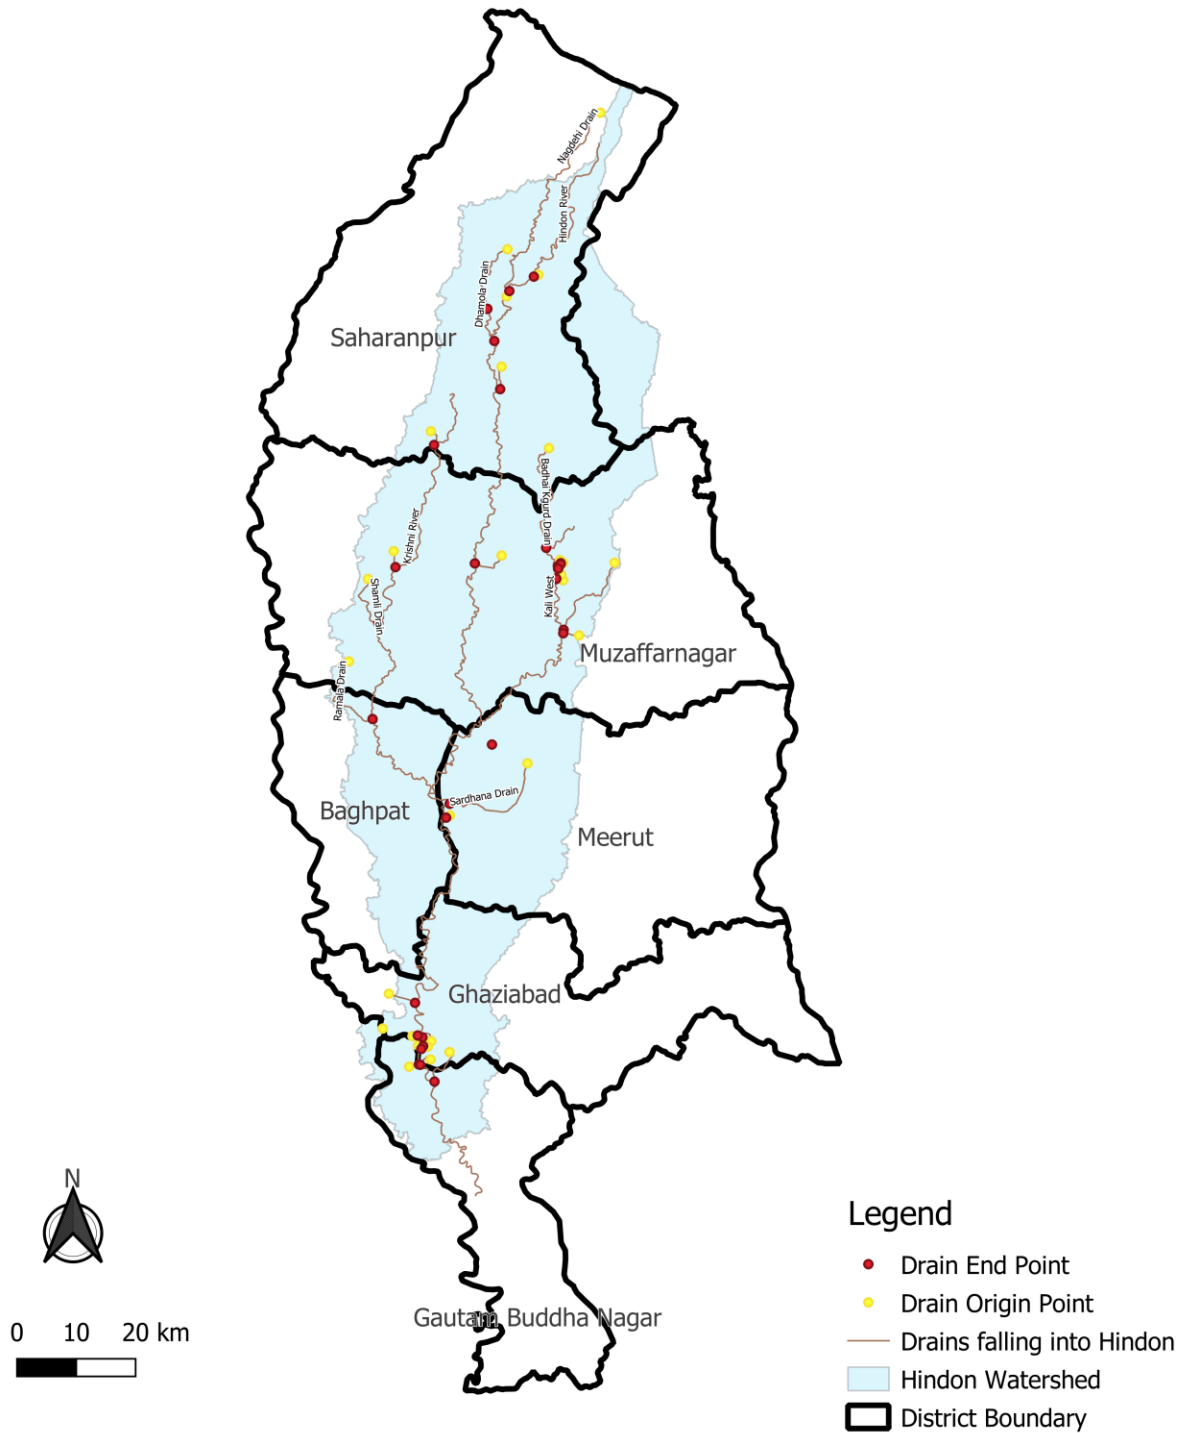 Nagdehi Drain
Hindon River
Dhamola Drain
Saharanpur
Badhai Kgurd Drain
Krishni River
Shamli Drain
Kali West
Muzaffarnagar
Ramala Drain
Sardhana Drain
Baghpat
Meerut
Ghaziabad
N
0 10 20 km
Gautam Buddha Nagar
Legend
Drain End Point
Drain Origin Point
Drains falling into Hindon
Hindon Watershed
District Boundary